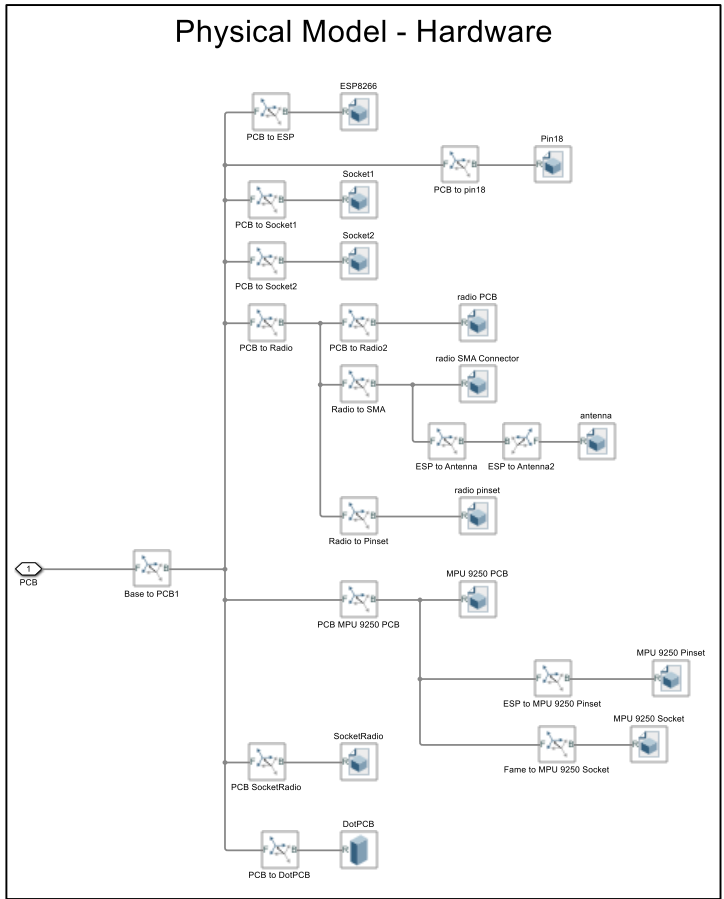 Physical Model - Hardware
ESP8266
F B R
PCB to ESP
Pin18
F B R
PCB to pin18
Socket1
F B R
PCB to Socket1
Socket2
F B R
PCB to Socket2
radio PCB
F B F B R
PCB to Radio PCB to Radio2
radio SMA Connector
F B R
Radio to SMA
antenna
F B B F R
ESP to Antenna ESP to Antenna2
radio pinset
F B R
Radio to Pinset
1 F B
PCB
Base to PCB1
MPU 9250 PCB
F B R
PCB MPU 9250 PCB
MPU 9250 Pinset
F B R
ESP to MPU 9250 Pinset
MPU 9250 Socket
F B R
Fame to MPU 9250 Socket
SocketRadio
F B R
PCB SocketRadio
DotPCB
F B R
PCB to DotPCB